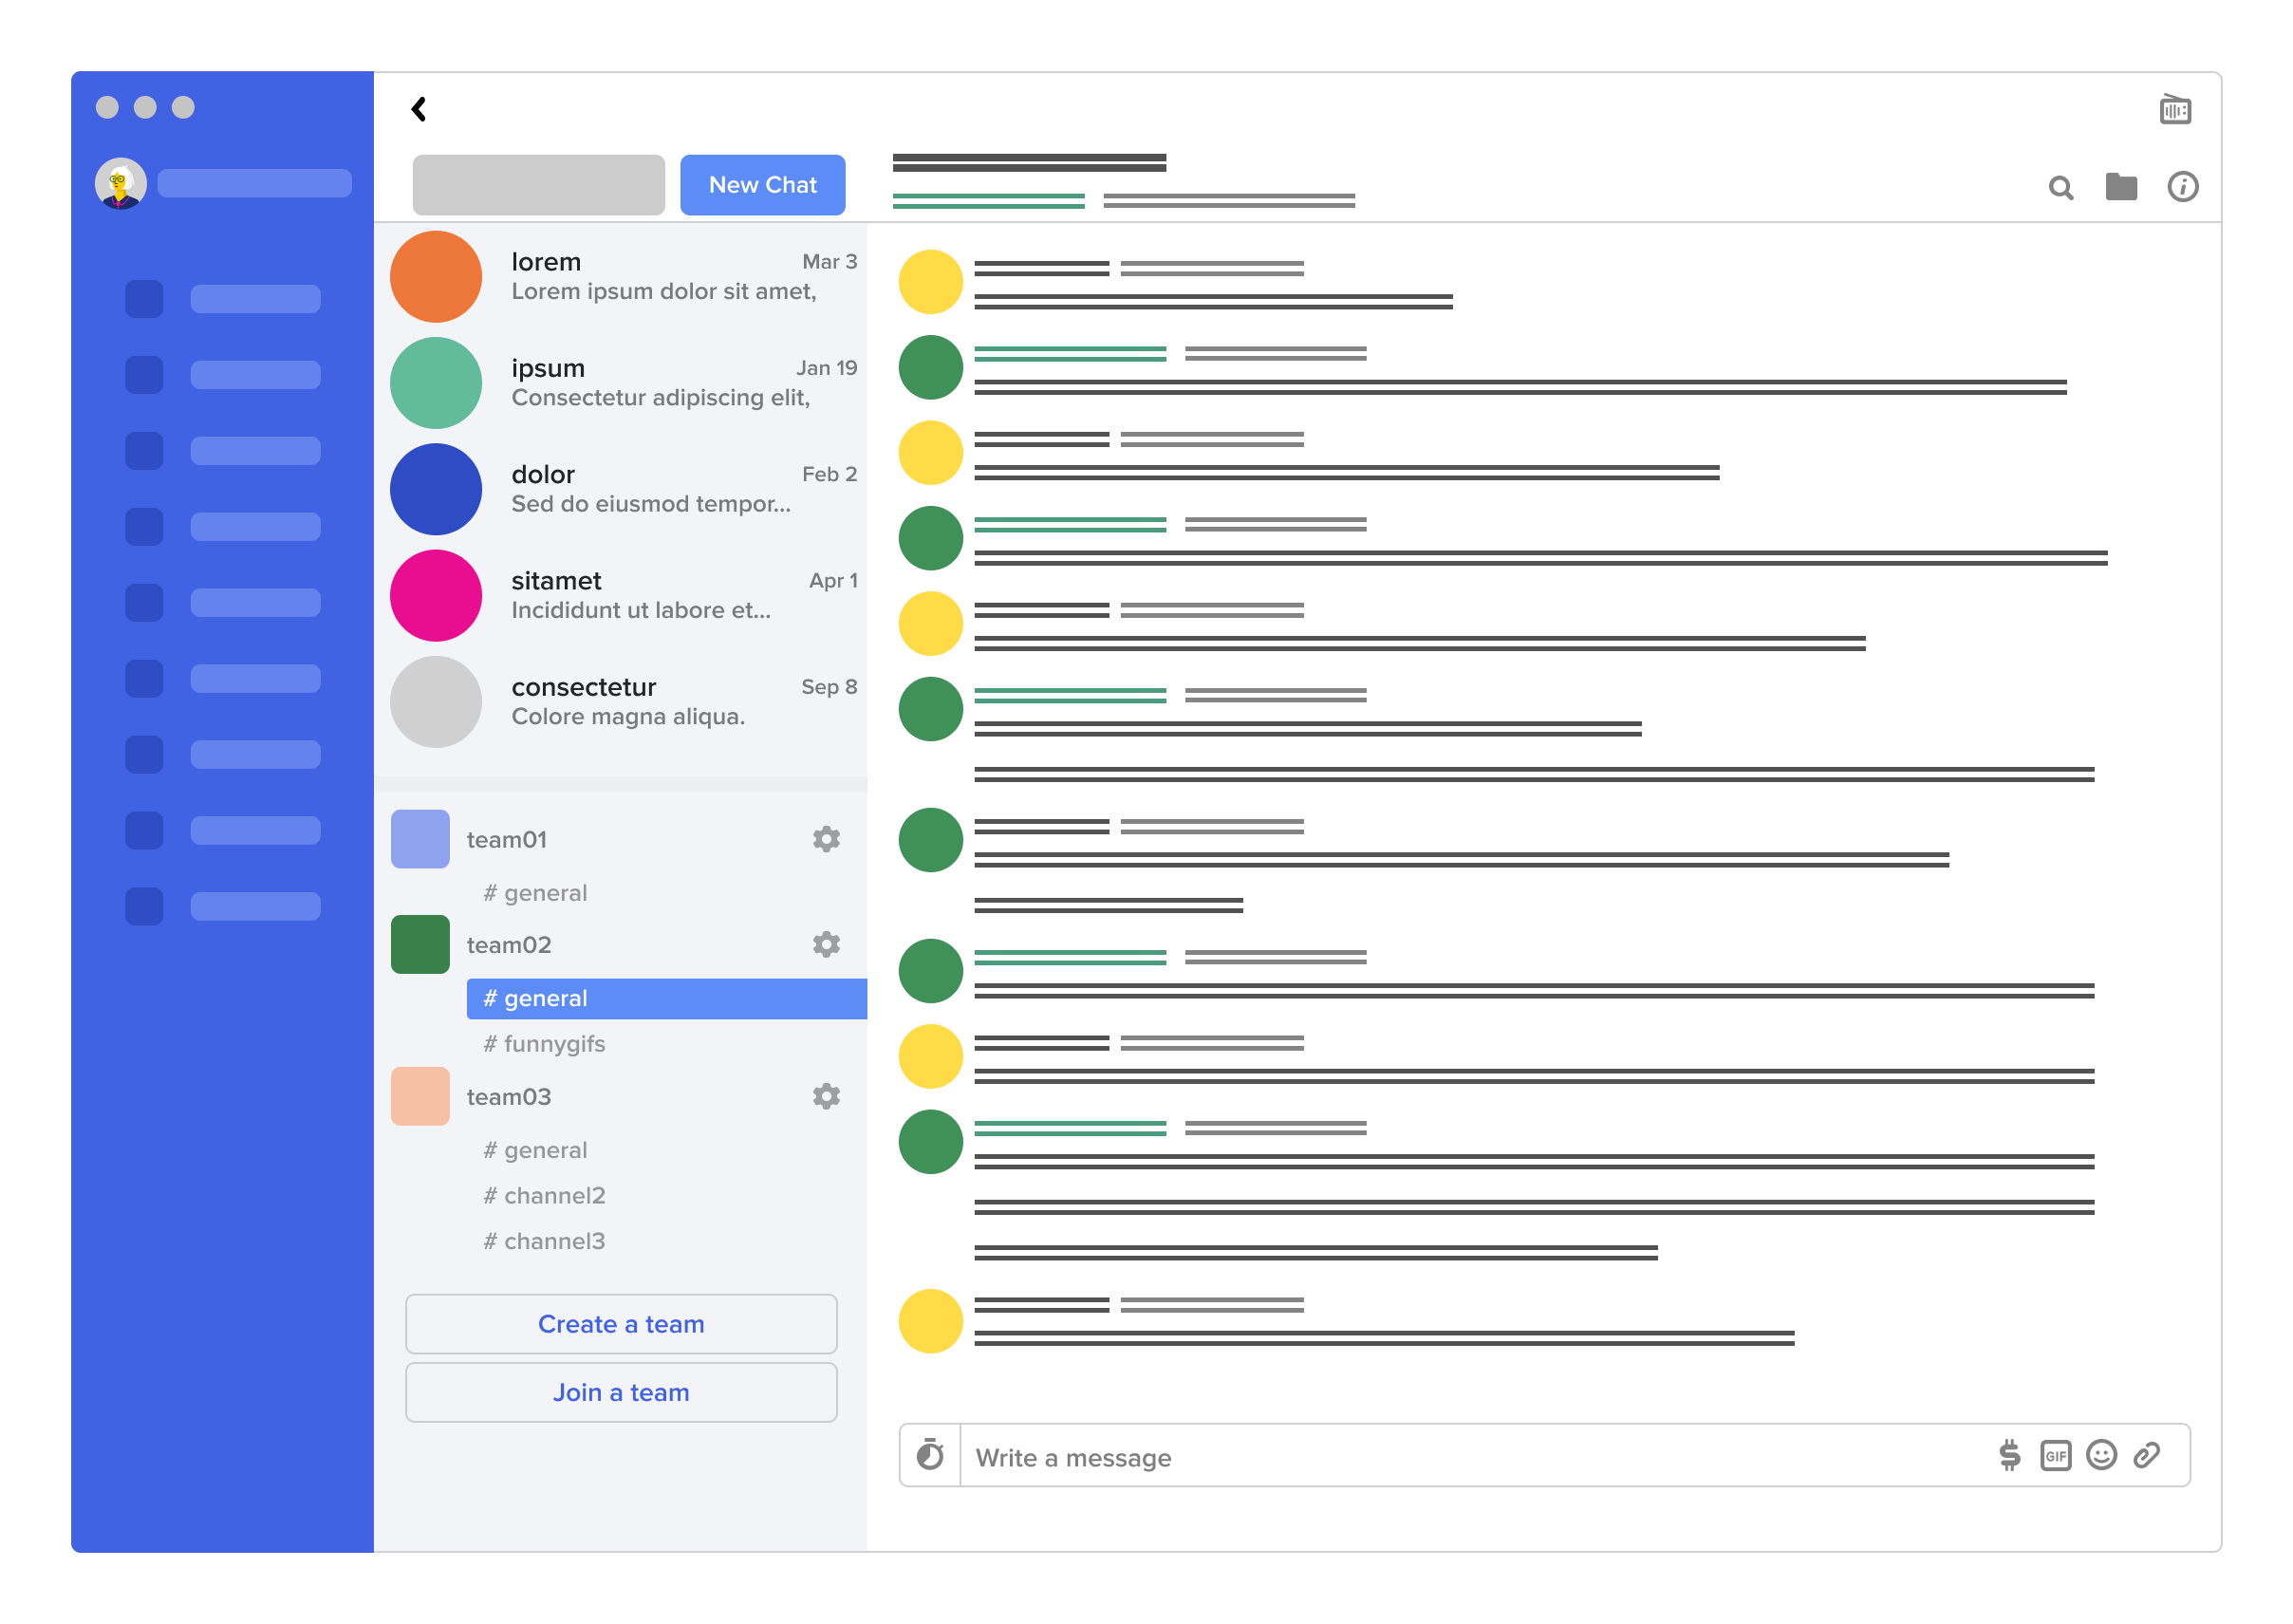 New Chat
lorem
Mar 3
Lorem ipsum dolor sit amet,
ipsum
Jan 19
Consectetur adipiscing elit,
dolor
Feb 2
Sed do eiusmod tempor...
sitamet
Apr 1
Incididunt ut labore et...
consectetur
Sep 8
Colore magna aliqua.
team01
# general
team02
# general
# funnygifs
team03
# general
# channel2
# channel3
Create a team
Join a team
Write a message
$
GIF